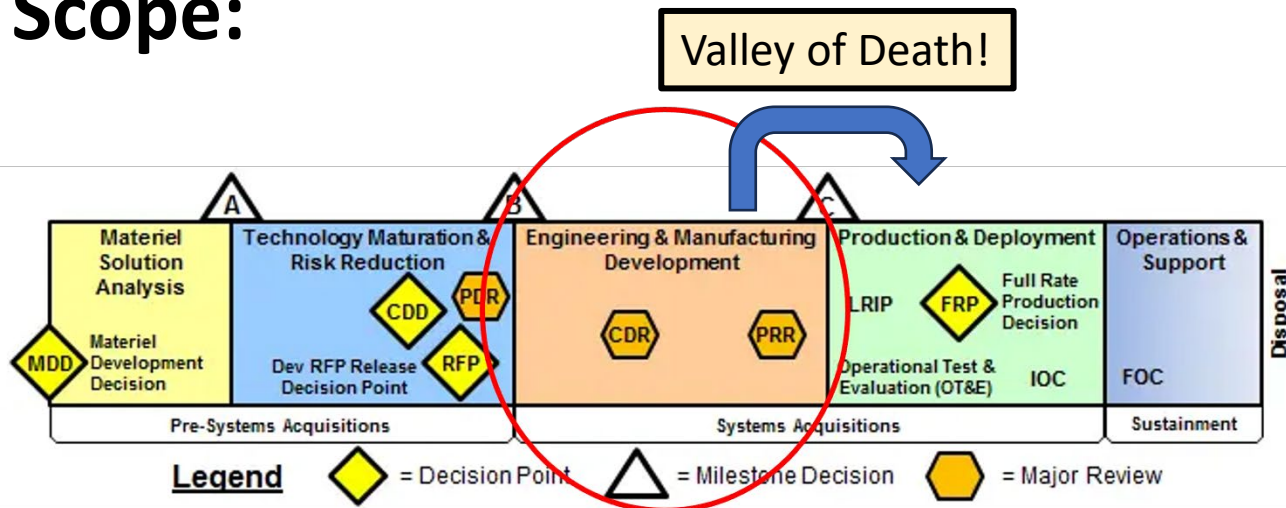 Scope:
Valley of Death!
A
B
C
Materiel
Solution
Analysis
MDD
Materiel
Development
Decision
Technology Maturation &
Risk Reduction
CDD
PDR
Dev RFP Release
Decision Point
RFP
Engineering & Manufacturing
Development
CDR
PRR
Production & Deployment
LRIP
FRP
Full Rate
Production
Decision
Operational Test &
Evaluation (OT&E)
IOC
Operations &
Support
FOC
Disposal
Pre-Systems Acquisitions
Systems Acquisitions
Sustainment
Legend
= Decision Point
= Milestone Decision
= Major Review